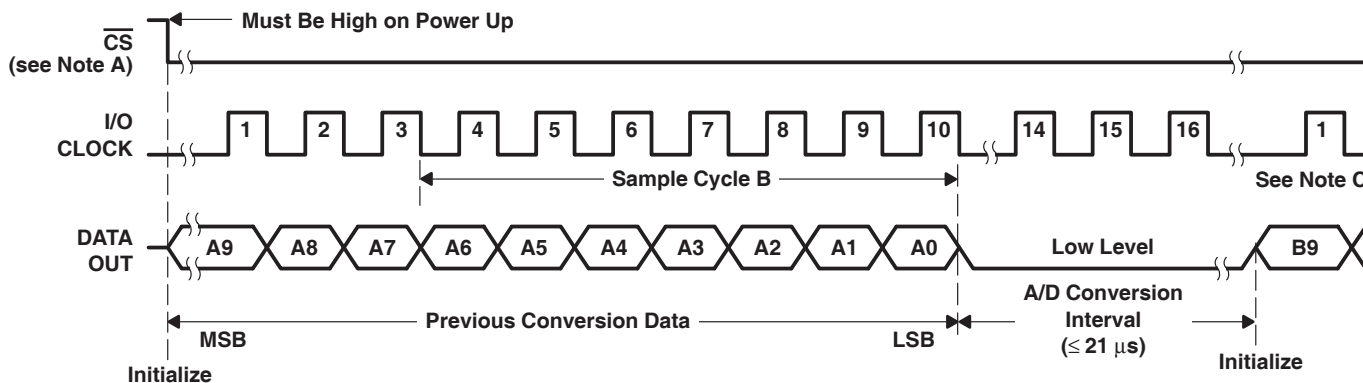 Must Be High on Power Up
CS
(see Note A)
I/O
CLOCK
1 2 3 4 5 6 7 8 9 10 14 15 16 1
Sample Cycle B
See Note C
DATA
OUT
A9 A8 A7 A6 A5 A4 A3 A2 A1 A0 Low Level B9
A/D Conversion
Interval
(≤ 21 μs)
Previous Conversion Data
MSB LSB
Initialize
Initialize